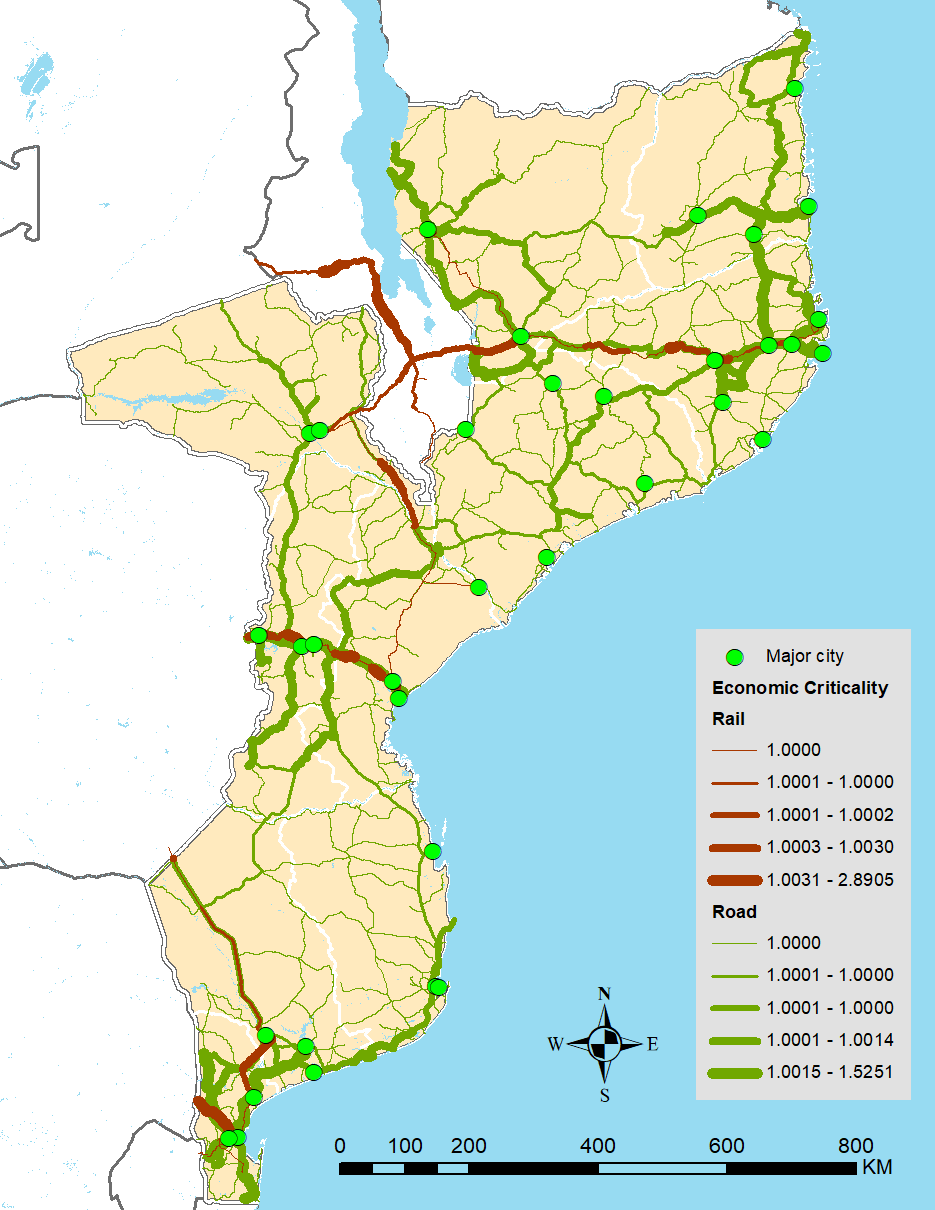 Major city
Economic Criticality
Rail
1.0000
1.0001 - 1.0000
1.0001 - 1.0002
1.0003 - 1.0030
1.0031 - 2.8905
Road
1.0000
1.0001 - 1.0000
1.0001 - 1.0000
1.0001 - 1.0014
1.0015 - 1.5251
N
W E
S
0 100 200 400 600 800
KM